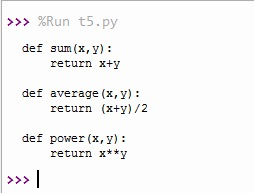 >>> %Run t5.py
def sum(x,y):
    return x+y
def average(x,y):
    return (x+y)/2
def power(x,y):
    return x**y
>>>